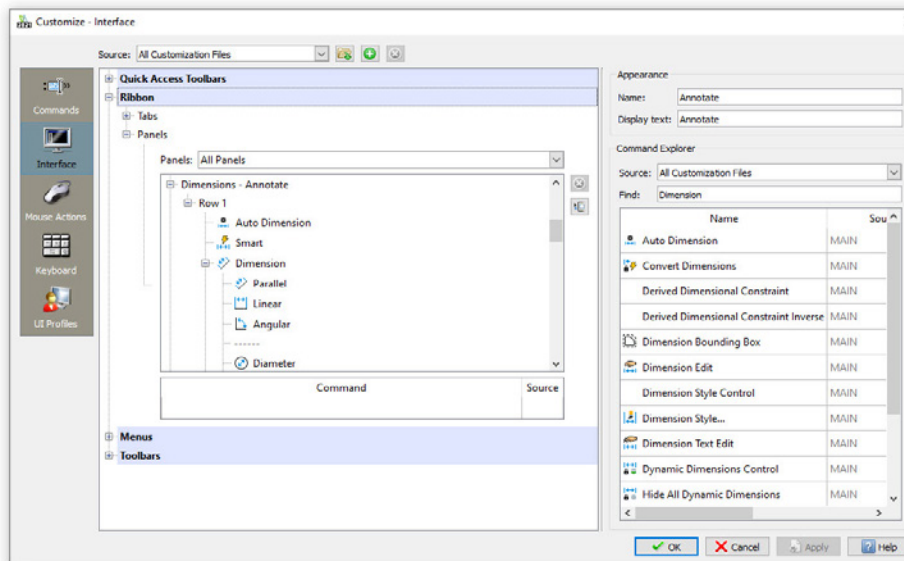 Customize - Interface
Source: All Customization Files
Commands
Interface
Mouse Actions
Keyboard
UI Profiles
Quick Access Toolbars
Ribbon
Tabs
Panels
Panels: All Panels
Dimensions - Annotate
Row 1
Auto Dimension
Smart
Dimension
Parallel
Linear
Angular
------
Diameter
Command Source
Menus
Toolbars
Appearance
Name: Annotate
Display text: Annotate
Command Explorer
Source: All Customization Files
Find: Dimension
Name Sou
Auto Dimension MAIN
Convert Dimensions MAIN
Derived Dimensional Constraint MAIN
Derived Dimensional Constraint Inverse MAIN
Dimension Bounding Box MAIN
Dimension Edit MAIN
Dimension Style Control MAIN
Dimension Style... MAIN
Dimension Text Edit MAIN
Dynamic Dimensions Control MAIN
Hide All Dynamic Dimensions MAIN
OK Cancel Apply Help